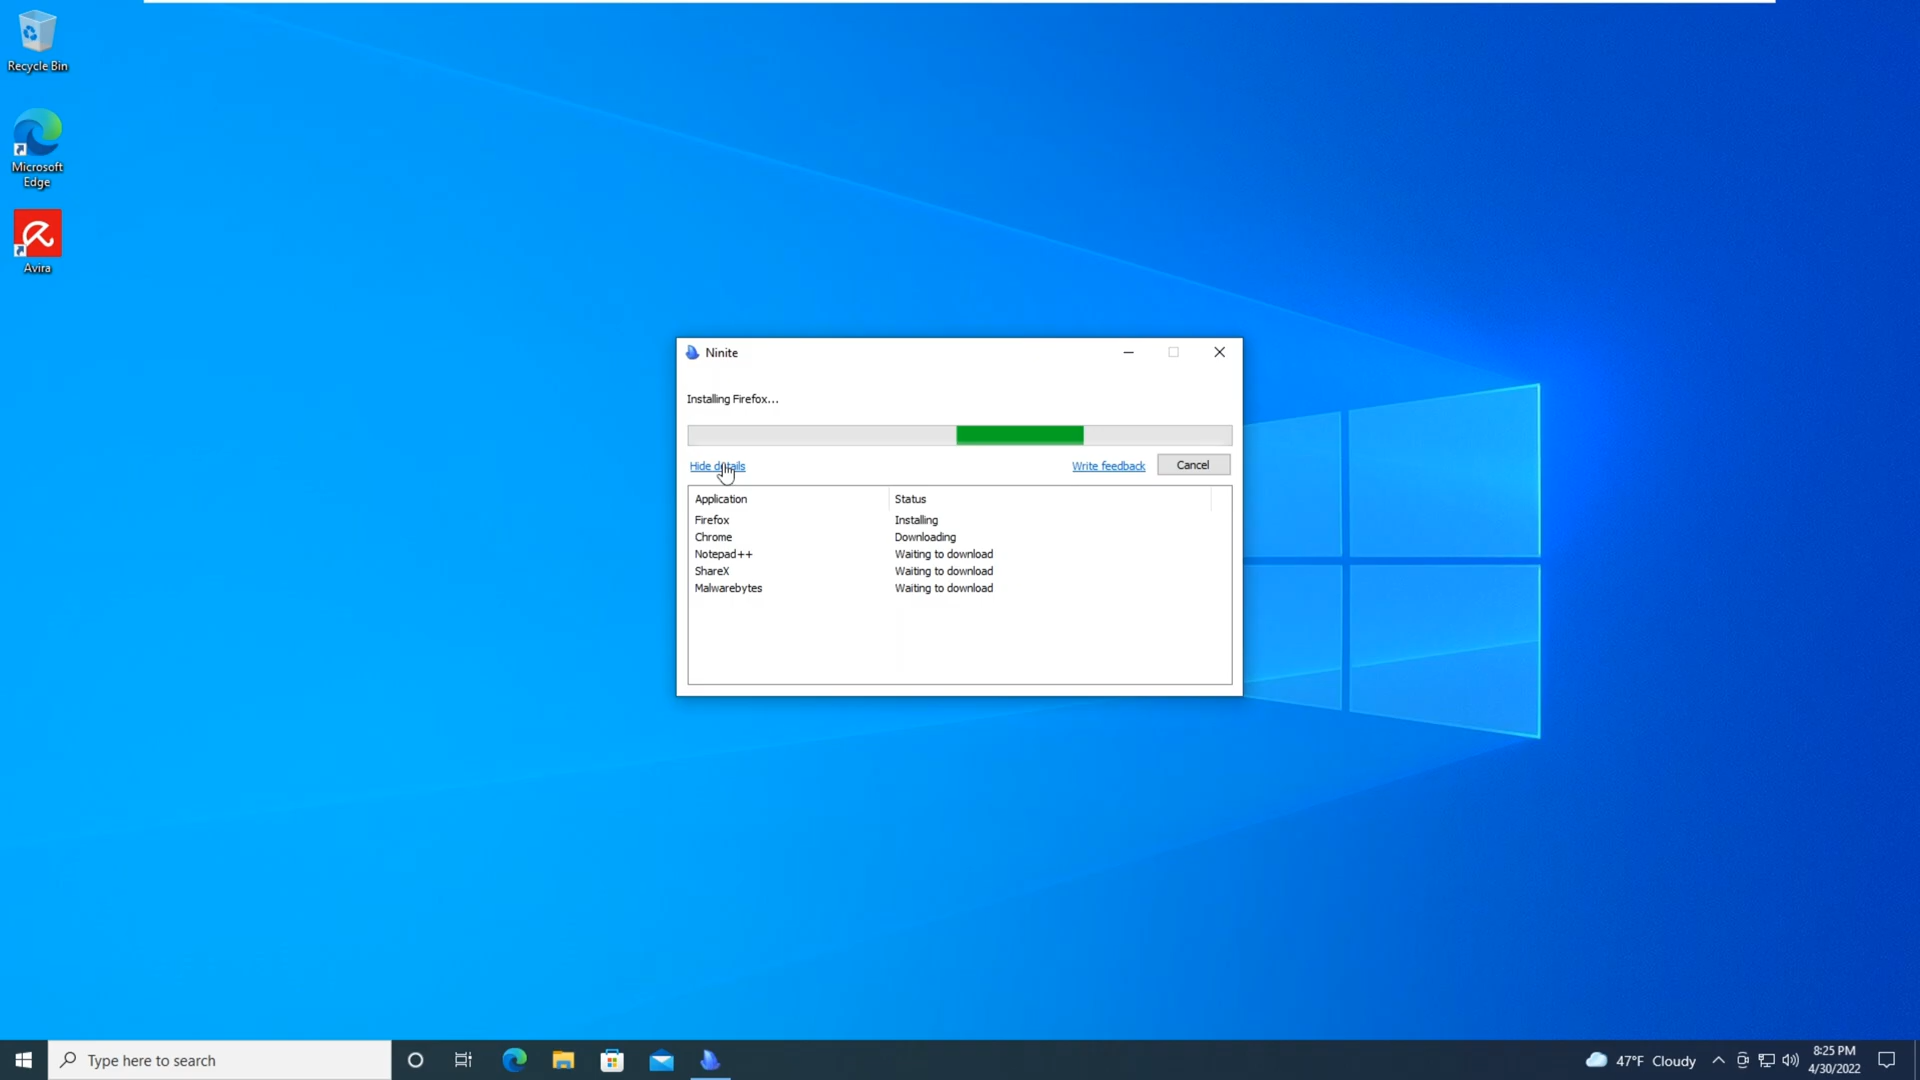 Recycle Bin
Microsoft
Edge
Avira
Ninite
Installing Firefox...
Hide details
Write feedback
Cancel
Application Status
Firefox Installing
Chrome Downloading
Notepad++ Waiting to download
ShareX Waiting to download
Malwarebytes Waiting to download
Type here to search
47°F Cloudy
8:25 PM
4/30/2022